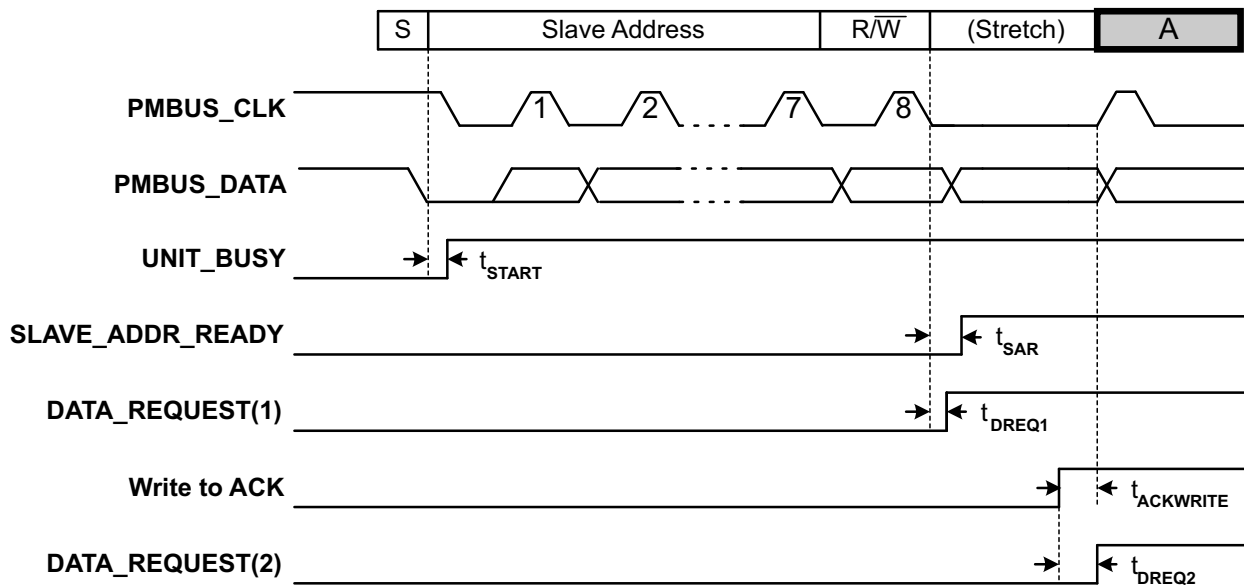 S Slave Address R/W̅ (Stretch) A
PMBUS_CLK 1 2 7 8
PMBUS_DATA
UNIT_BUSY tSTART
SLAVE_ADDR_READY tSAR
DATA_REQUEST(1) tDREQ1
Write to ACK tACKWRITE
DATA_REQUEST(2) tDREQ2